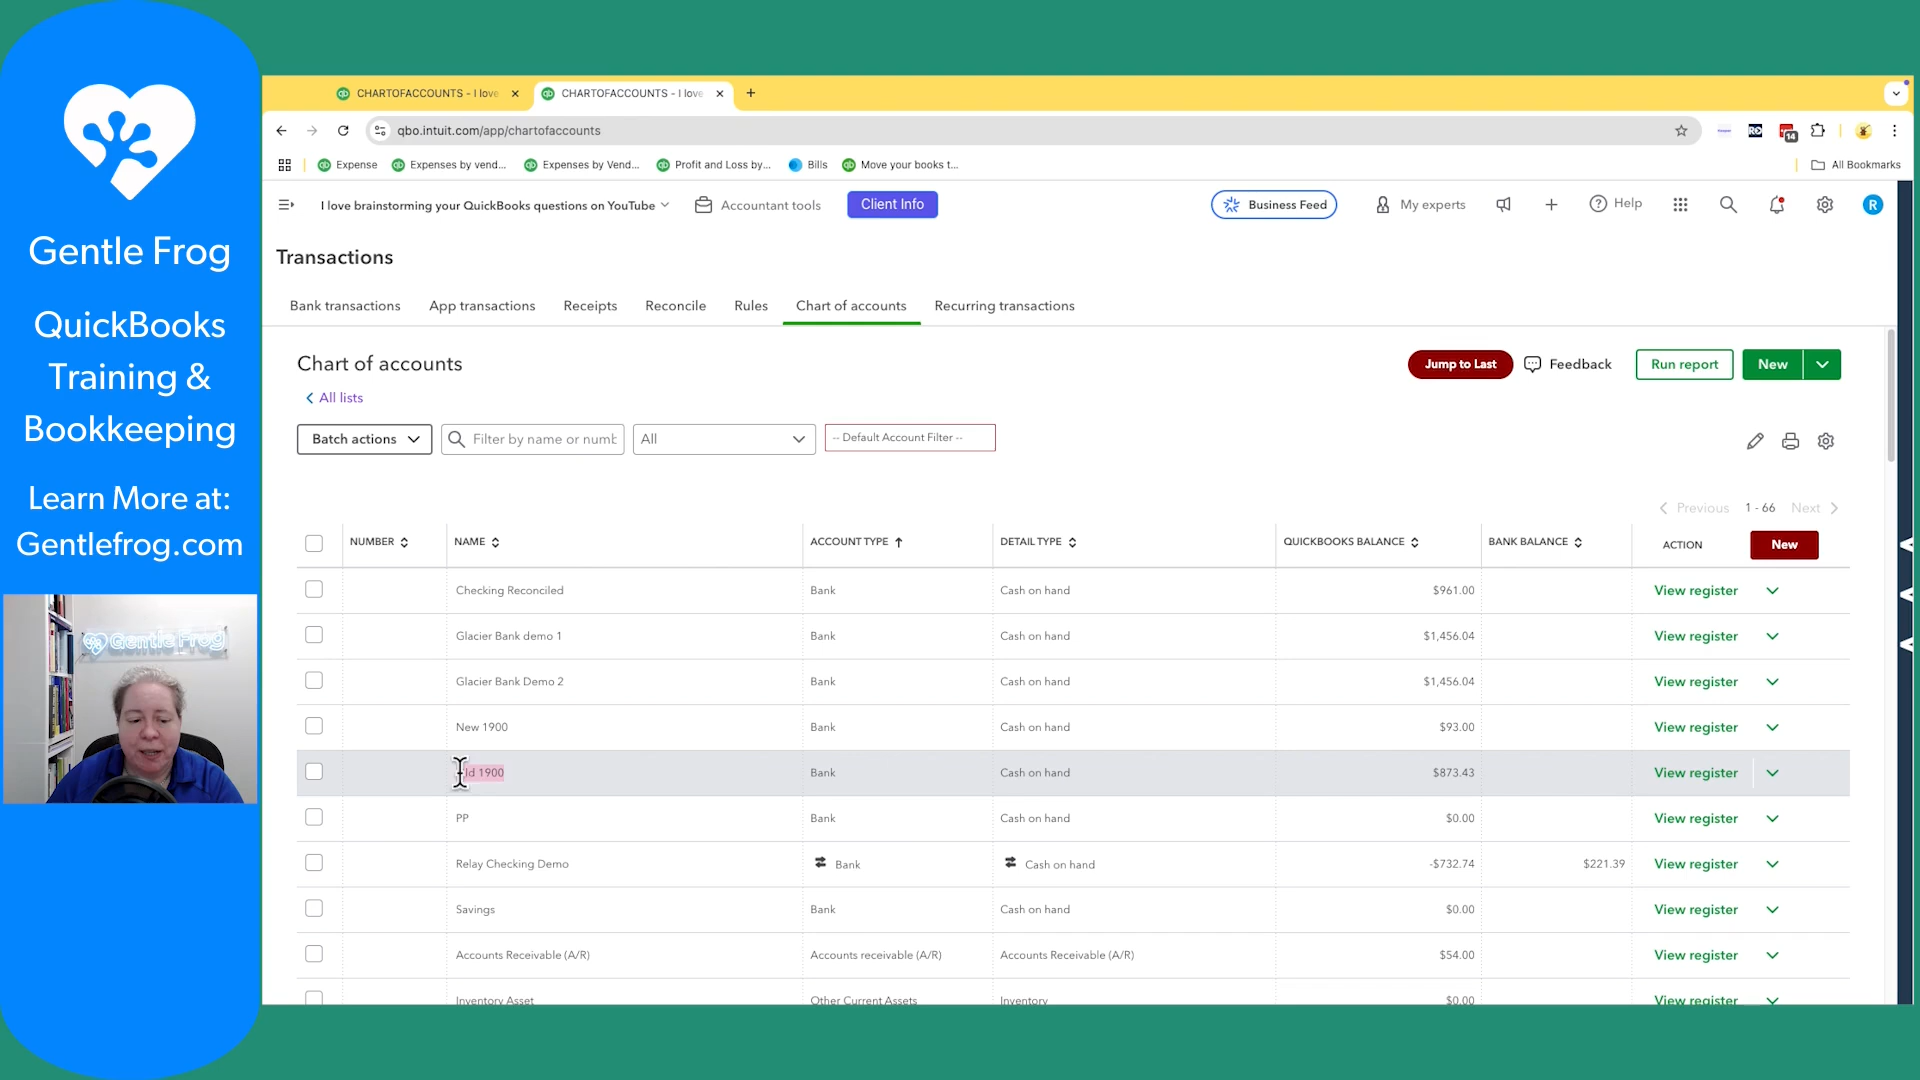 Gentle Frog
QuickBooks
Training &
Bookkeeping
Learn More at:
Gentlefrog.com
Gentle Frog
CHARTOFACCOUNTS - I love
CHARTOFACCOUNTS - I love
qbo.intuit.com/app/chartofaccounts
14
Expense
Expenses by vend...
Expenses by Vend...
Profit and Loss by...
Bills
Move your books t...
All Bookmarks
I love brainstorming your QuickBooks questions on YouTube
Accountant tools
Client Info
Business Feed
My experts
Help
R
Transactions
Bank transactions
App transactions
Receipts
Reconcile
Rules
Chart of accounts
Recurring transactions
Chart of accounts
Jump to Last
Feedback
Run report
New
All lists
Batch actions
Filter by name or numb
All
-- Default Account Filter --
Previous 1 - 66 Next
NUMBER NAME ACCOUNT TYPE DETAIL TYPE QUICKBOOKS BALANCE BANK BALANCE ACTION New
Checking Reconciled Bank Cash on hand $961.00 View register
Glacier Bank demo 1 Bank Cash on hand $1,456.04 View register
Glacier Bank Demo 2 Bank Cash on hand $1,456.04 View register
New 1900 Bank Cash on hand $93.00 View register
ld 1900 Bank Cash on hand $873.43 View register
PP Bank Cash on hand $0.00 View register
Relay Checking Demo Bank Cash on hand -$732.74 $221.39 View register
Savings Bank Cash on hand $0.00 View register
Accounts Receivable (A/R) Accounts receivable (A/R) Accounts Receivable (A/R) $54.00 View register
Inventory Asset Other Current Assets Inventory $0.00 View register